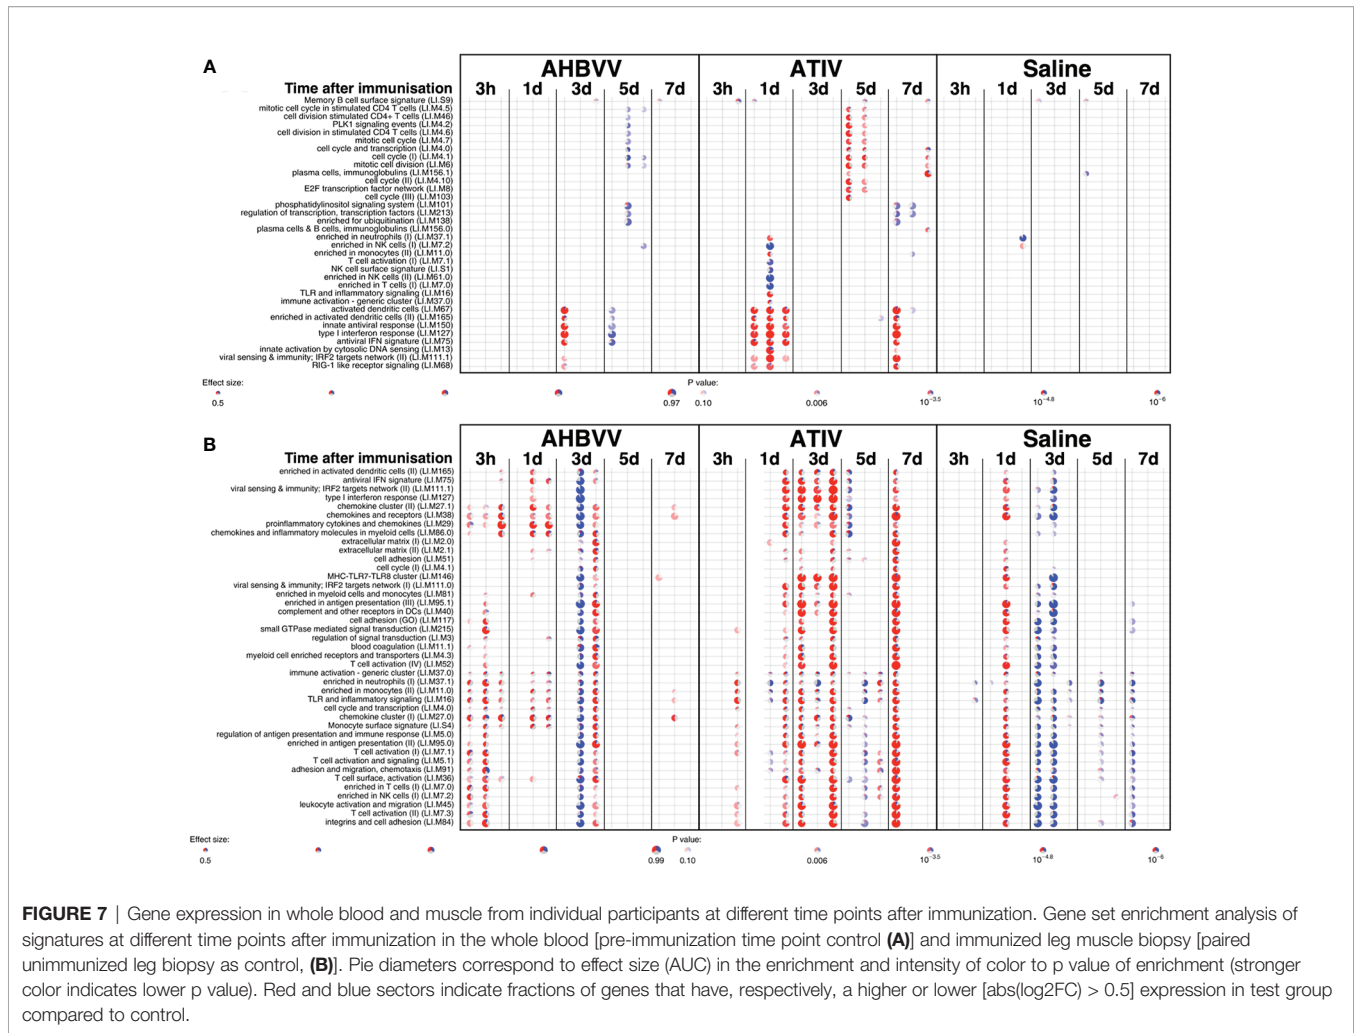 A
AHBVV ATIV Saline
Time after immunisation 3h 1d 3d 5d 7d 3h 1d 3d 5d 7d 3h 1d 3d 5d 7d
Memory B cell surface signature (LI.S9)
mitotic cell cycle in stimulated CD4 T cells (LI.M4.5)
cell division stimulated CD4+ T cells (LI.M46)
PLK1 signaling events (LI.M4.2)
cell division in stimulated CD4 T cells (LI.M4.6)
mitotic cell cycle (LI.M4.7)
cell cycle and transcription (LI.M4.0)
cell cycle (I) (LI.M4.1)
mitotic cell division (LI.M6)
plasma cells, immunoglobulins (LI.M156.1)
cell cycle (II) (LI.M4.10)
E2F transcription factor network (LI.M8)
cell cycle (III) (LI.M103)
phosphatidylinositol signaling system (LI.M101)
regulation of transcription, transcription factors (LI.M213)
enriched for ubiquitination (LI.M138)
plasma cells & B cells, immunoglobulins (LI.M156.0)
enriched in neutrophils (I) (LI.M37.1)
enriched in NK cells (I) (LI.M7.2)
enriched in monocytes (II) (LI.M11.0)
T cell activation (I) (LI.M7.1)
NK cell surface signature (LI.S1)
enriched in NK cells (II) (LI.M61.0)
enriched in T cells (I) (LI.M7.0)
TLR and inflammatory signaling (LI.M16)
immune activation - generic cluster (LI.M37.0)
activated dendritic cells (LI.M67)
enriched in activated dendritic cells (II) (LI.M165)
innate antiviral response (LI.M150)
type I interferon response (LI.M127)
antiviral IFN signature (LI.M75)
innate activation by cytosolic DNA sensing (LI.M13)
viral sensing & immunity; IRF2 targets network (II) (LI.M111.1)
RIG-1 like receptor signaling (LI.M68)
Effect size: P value:
0.5 0.97 0.10 0.006 10-3.5 10-4.8 10-6
B
AHBVV ATIV Saline
Time after immunisation 3h 1d 3d 5d 7d 3h 1d 3d 5d 7d 3h 1d 3d 5d 7d
enriched in activated dendritic cells (II) (LI.M165)
antiviral IFN signature (LI.M75)
viral sensing & immunity; IRF2 targets network (II) (LI.M111.1)
type I interferon response (LI.M127)
chemokine cluster (II) (LI.M27.1)
chemokines and receptors (LI.M38)
proinflammatory cytokines and chemokines (LI.M29)
chemokines and inflammatory molecules in myeloid cells (LI.M86.0)
extracellular matrix (I) (LI.M2.0)
extracellular matrix (II) (LI.M2.1)
cell adhesion (LI.M51)
cell cycle (I) (LI.M4.1)
MHC-TLR7-TLR8 cluster (LI.M146)
viral sensing & immunity; IRF2 targets network (I) (LI.M111.0)
enriched in myeloid cells and monocytes (LI.M81)
enriched in antigen presentation (III) (LI.M95.1)
complement and other receptors in DCs (LI.M40)
cell adhesion (GO) (LI.M117)
small GTPase mediated signal transduction (LI.M215)
regulation of signal transduction (LI.M3)
blood coagulation (LI.M11.1)
myeloid cell enriched receptors and transporters (LI.M4.3)
T cell activation (IV) (LI.M52)
immune activation - generic cluster (LI.M37.0)
enriched in neutrophils (I) (LI.M37.1)
enriched in monocytes (II) (LI.M11.0)
TLR and inflammatory signaling (LI.M16)
cell cycle and transcription (LI.M4.0)
chemokine cluster (I) (LI.M27.0)
Monocyte surface signature (LI.S4)
regulation of antigen presentation and immune response (LI.M5.0)
enriched in antigen presentation (II) (LI.M95.0)
T cell activation (I) (LI.M7.1)
T cell activation and signaling (LI.M5.1)
adhesion and migration, chemotaxis (LI.M91)
T cell surface, activation (LI.M36)
enriched in T cells (I) (LI.M7.0)
enriched in NK cells (I) (LI.M7.2)
leukocyte activation and migration (LI.M45)
T cell activation (II) (LI.M7.3)
integrins and cell adhesion (LI.M84)
Effect size: P value:
0.5 0.99 0.10 0.006 10-3.5 10-4.8 10-6
FIGURE 7 | Gene expression in whole blood and muscle from individual participants at different time points after immunization. Gene set enrichment analysis of
signatures at different time points after immunization in the whole blood [pre-immunization time point control (A)] and immunized leg muscle biopsy [paired
unimmunized leg biopsy as control, (B)]. Pie diameters correspond to effect size (AUC) in the enrichment and intensity of color to p value of enrichment (stronger
color indicates lower p value). Red and blue sectors indicate fractions of genes that have, respectively, a higher or lower [abs(log2FC) > 0.5] expression in test group
compared to control.